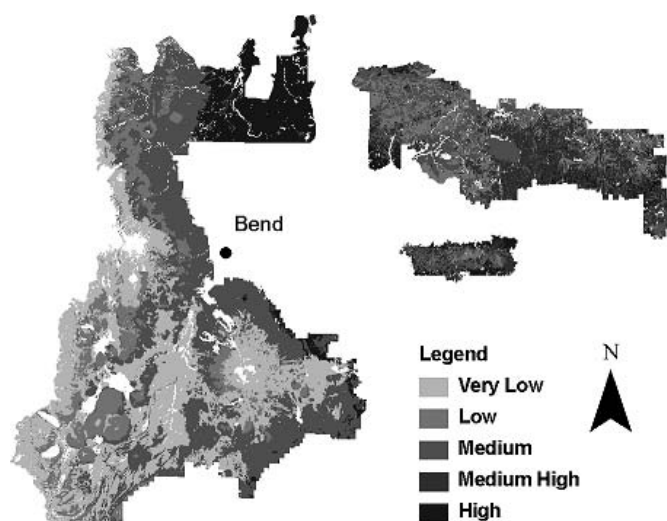 Bend
Legend
N
Very Low
Low
Medium
Medium High
High